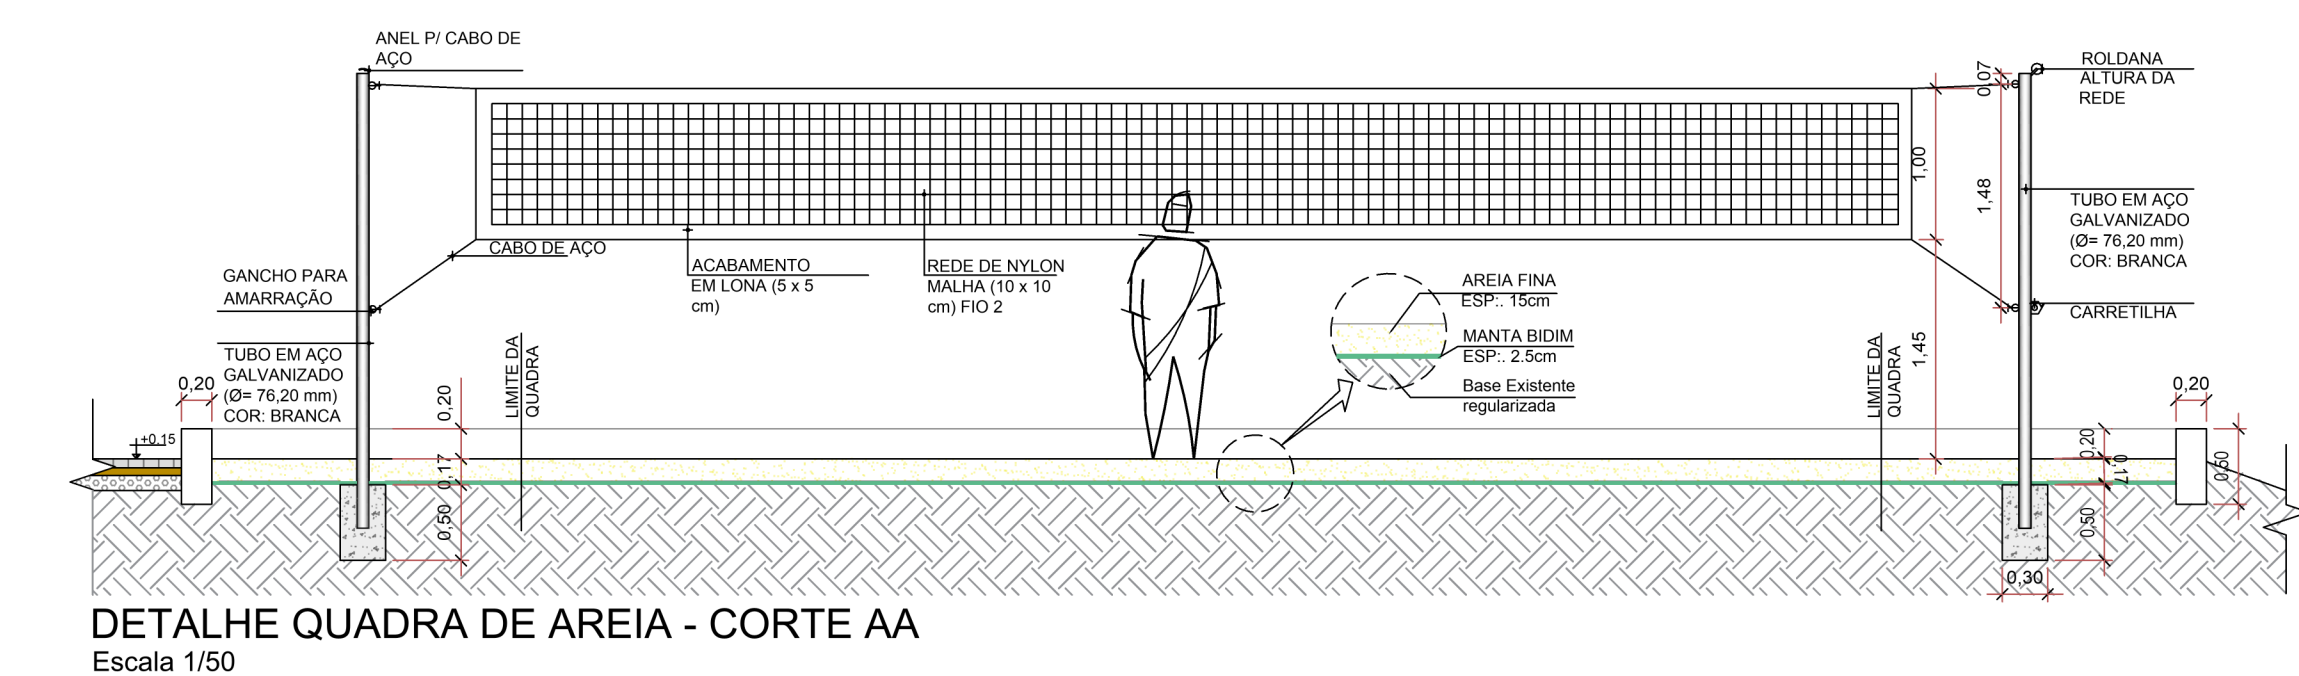 ANEL P/ CABO DE
AÇO
ROLDANA
ALTURA DA
REDE
0,07
1,00
1,48
TUBO EM AÇO
GALVANIZADO
(Ø= 76,20 mm)
COR: BRANCA
CABO DE AÇO
GANCHO PARA
AMARRAÇÃO
ACABAMENTO
EM LONA (5 x 5
cm)
REDE DE NYLON
MALHA (10 x 10
cm) FIO 2
AREIA FINA
ESP:. 15cm
MANTA BIDIM
ESP:. 2.5cm
Base Existente
regularizada
CARRETILHA
1,45
TUBO EM AÇO
GALVANIZADO
(Ø= 76,20 mm)
COR: BRANCA
LIMITE DA
QUADRA
LIMITE DA
QUADRA
0,20
0,20
0,20
0,20
+0.15
0,17
0,17
0,50
0,50
0,50
0,30
DETALHE QUADRA DE AREIA - CORTE AA
Escala 1/50